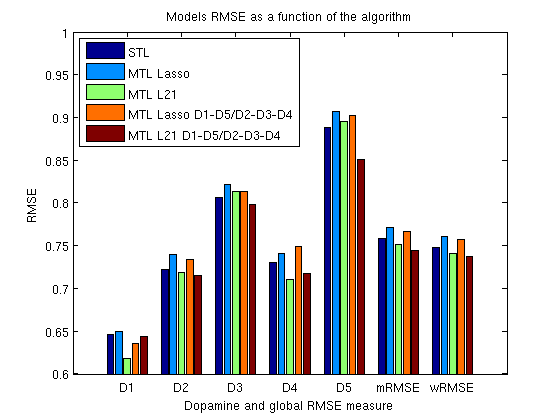 Models RMSE as a function of the algorithm
1
0.95
0.9
0.85
0.8
0.75
0.7
0.65
0.6
RMSE
STL
MTL Lasso
MTL L21
MTL Lasso D1-D5/D2-D3-D4
MTL L21 D1-D5/D2-D3-D4
D1 D2 D3 D4 D5 mRMSE wRMSE
Dopamine and global RMSE measure